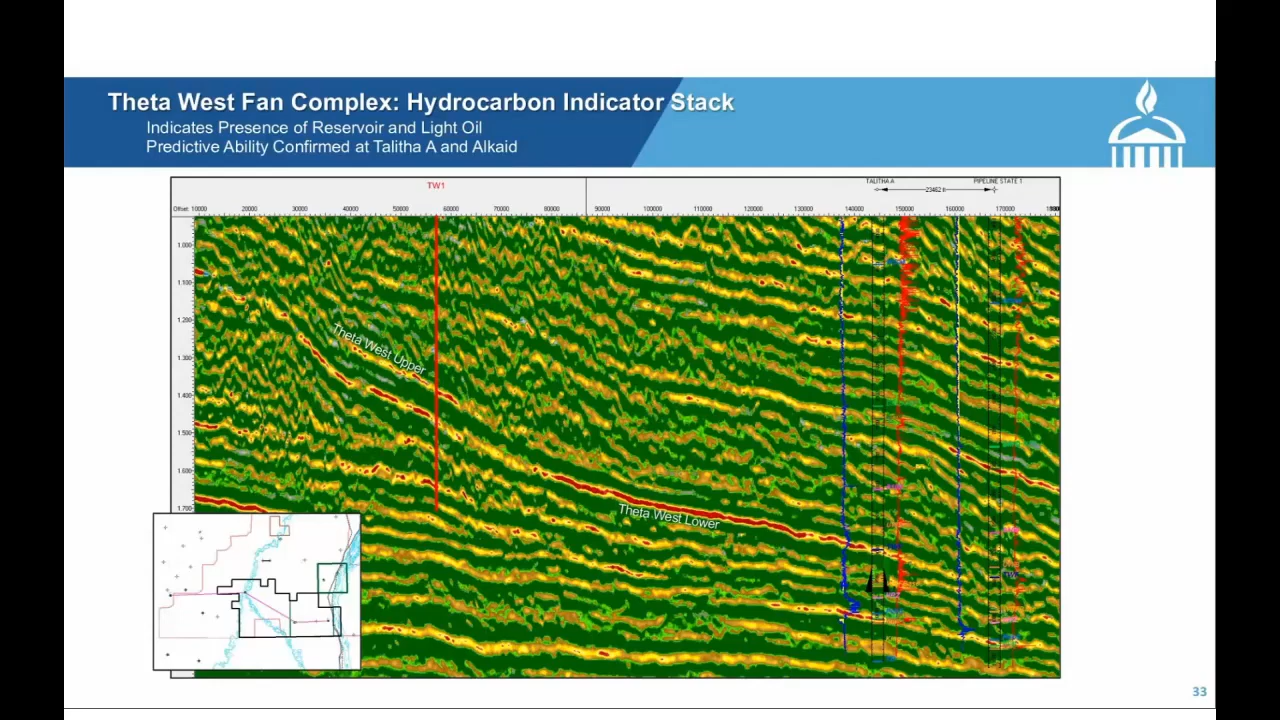 Theta West Fan Complex: Hydrocarbon Indicator Stack
Indicates Presence of Reservoir and Light Oil
Predictive Ability Confirmed at Talitha A and Alkaid
TW1
TALITHA A
PIPELINE STATE 1
23462 ft
Offset: 10000 20000 30000 40000 50000 60000 70000 80000 90000 100000 110000 120000 130000 140000 150000 160000 170000
1.000
1.100
1.200
1.300
1.400
1.500
1.600
1.700
Theta West Upper
Theta West Lower
33